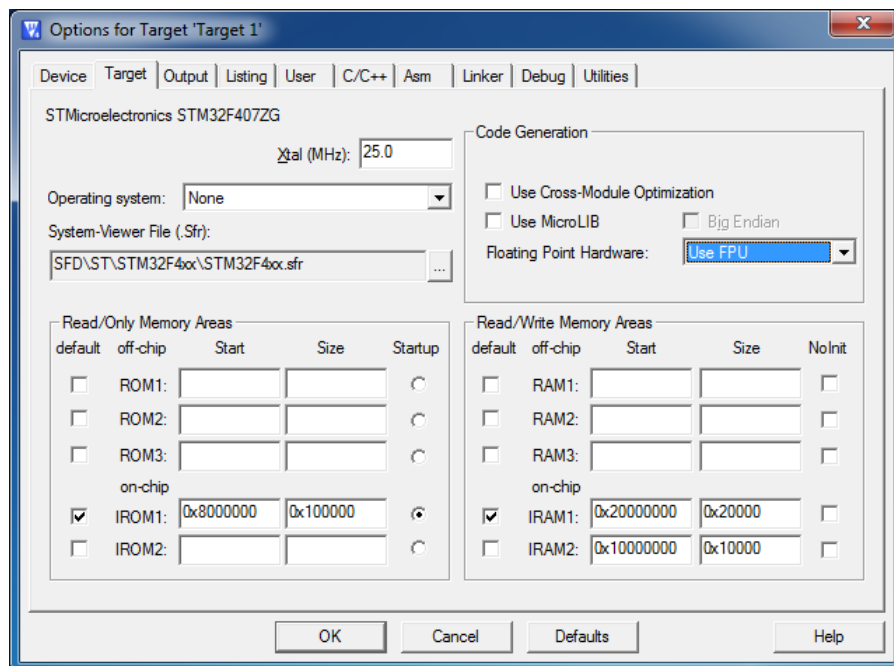 Options for Target 'Target 1'
Device Target Output Listing User C/C++ Asm Linker Debug Utilities
STMicroelectronics STM32F407ZG
Xtal (MHz): 25.0
Operating system: None
System-Viewer File (.Sfr):
SFD\ST\STM32F4xx\STM32F4xx.sfr ...
Code Generation
Use Cross-Module Optimization
Use MicroLIB Big Endian
Floating Point Hardware: Use FPU
Read/Only Memory Areas
default off-chip Start Size Startup
ROM1:
ROM2:
ROM3:
on-chip
IROM1: 0x8000000 0x100000
IROM2:
Read/Write Memory Areas
default off-chip Start Size NoInit
RAM1:
RAM2:
RAM3:
on-chip
IRAM1: 0x20000000 0x20000
IRAM2: 0x10000000 0x10000
OK Cancel Defaults Help